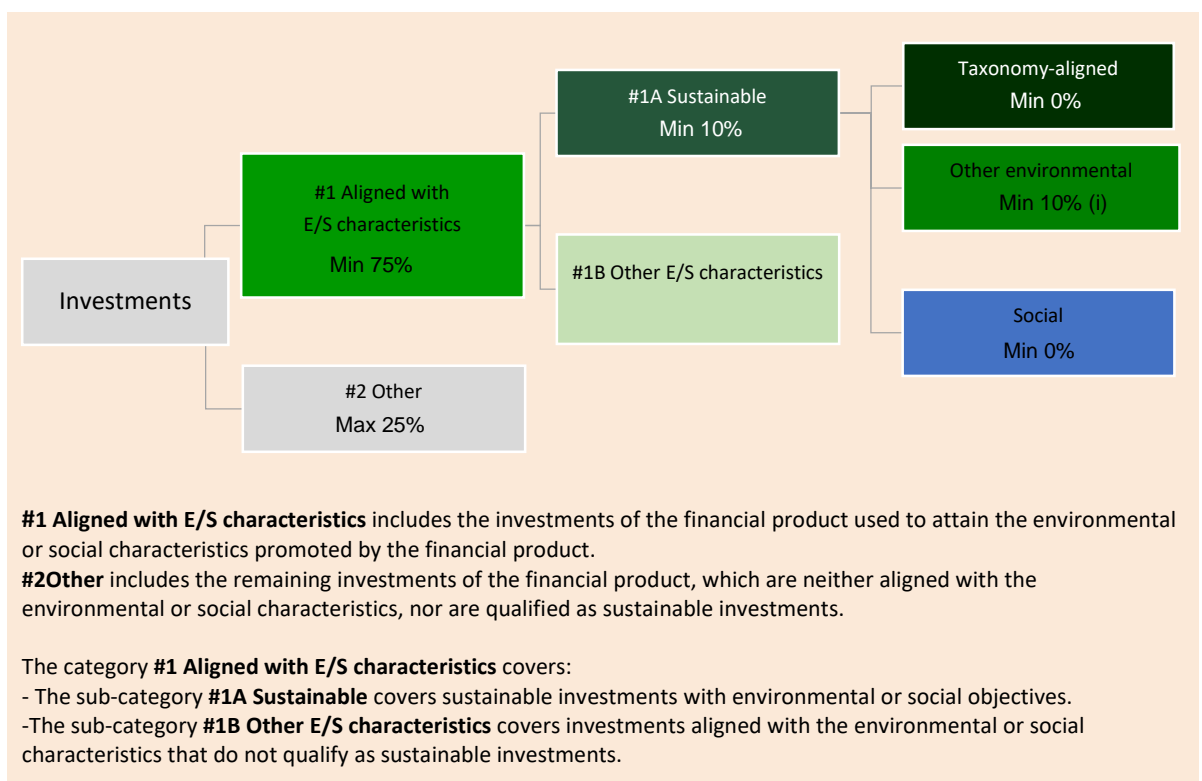 Investments
#1 Aligned with
E/S characteristics
Min 75%
#2 Other
Max 25%
#1A Sustainable
Min 10%
#1B Other E/S characteristics
Taxonomy-aligned
Min 0%
Other environmental
Min 10% (i)
Social
Min 0%
#1 Aligned with E/S characteristics includes the investments of the financial product used to attain the environmental
or social characteristics promoted by the financial product.
#2Other includes the remaining investments of the financial product, which are neither aligned with the
environmental or social characteristics, nor are qualified as sustainable investments.
The category #1 Aligned with E/S characteristics covers:
- The sub-category #1A Sustainable covers sustainable investments with environmental or social objectives.
-The sub-category #1B Other E/S characteristics covers investments aligned with the environmental or social
characteristics that do not qualify as sustainable investments.